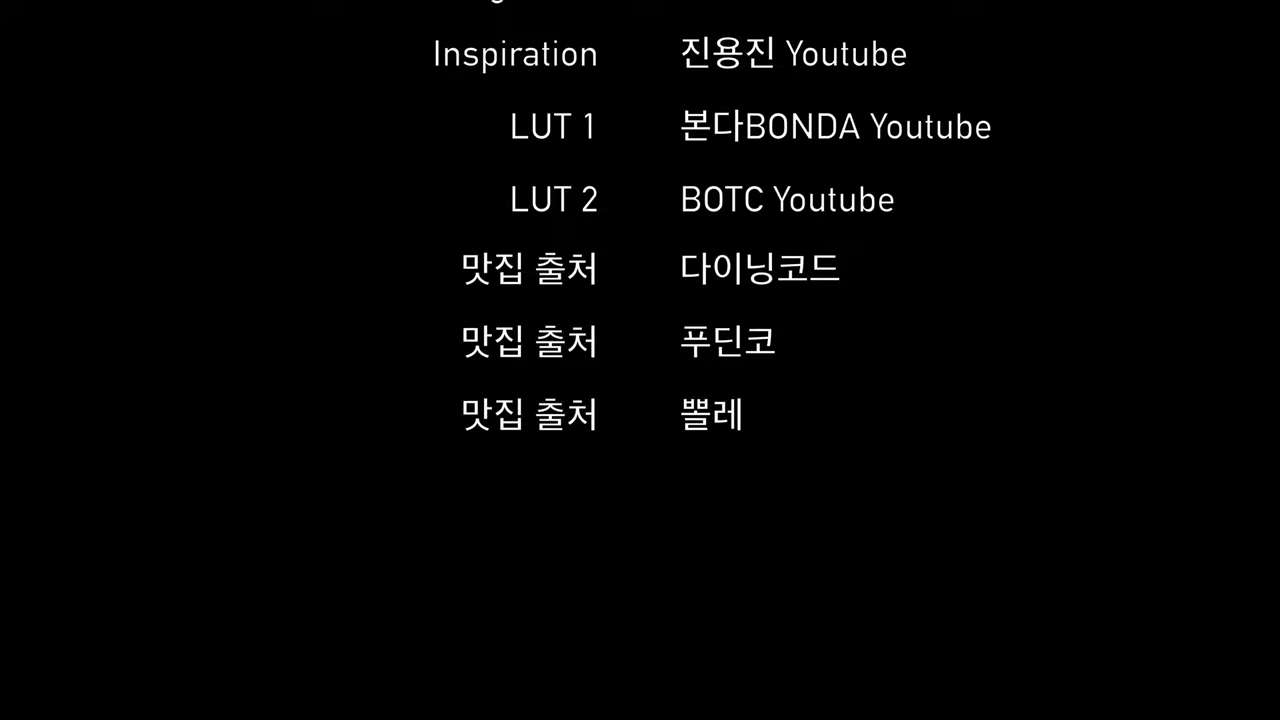 Inspiration 진용진 Youtube
LUT 1 본다BONDA Youtube
LUT 2 BOTC Youtube
맛집 출처 다이닝코드
맛집 출처 푸딘코
맛집 출처 뽈레